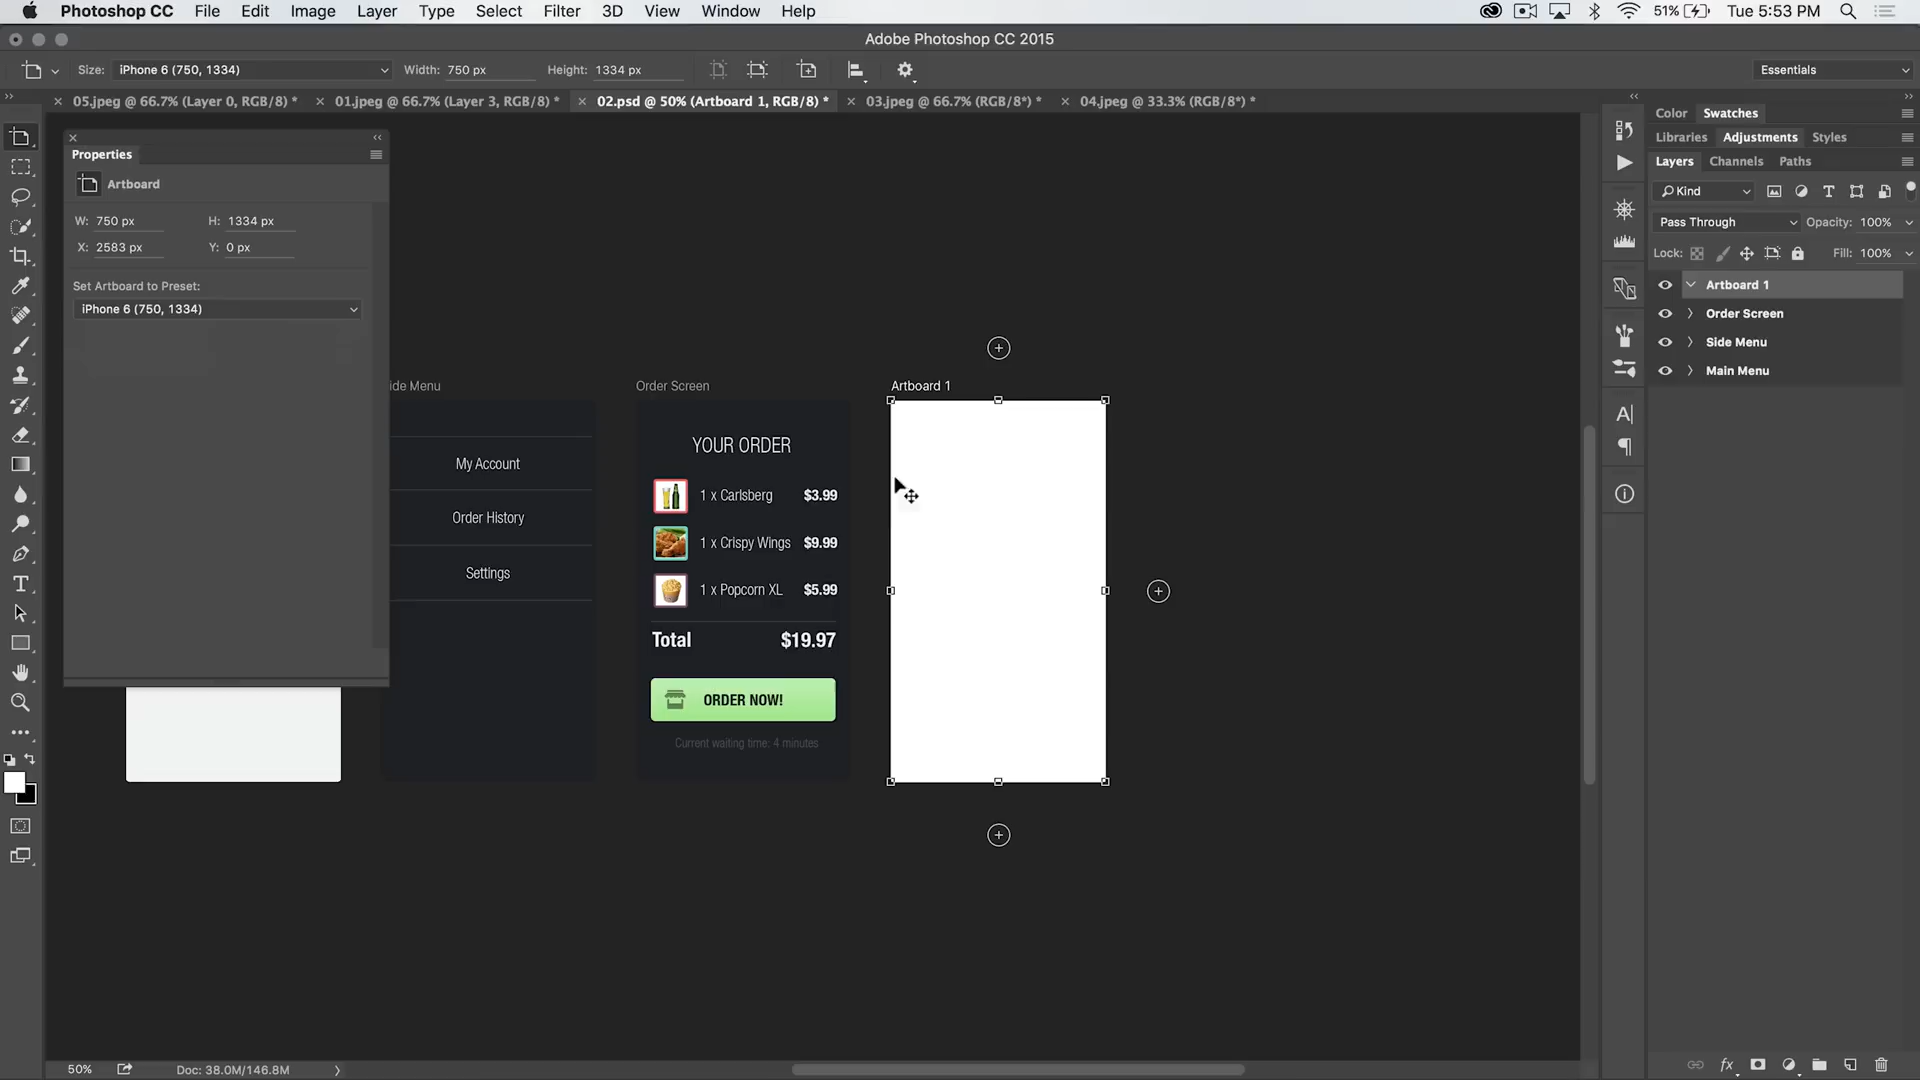 Photoshop CC File Edit Image Layer Type Select Filter 3D View Window Help 51% Tue 5:53 PM
Adobe Photoshop CC 2015
Size: iPhone 6 (750, 1334) Width: 750 px Height: 1334 px Essentials
05.jpeg @ 66.7% (Layer 0, RGB/8) * 01.jpeg @ 66.7% (Layer 3, RGB/8) * 02.psd @ 50% (Artboard 1, RGB/8) * 03.jpeg @ 66.7% (RGB/8*) * 04.jpeg @ 33.3% (RGB/8*) *
Properties
Artboard
W: 750 px H: 1334 px
X: 2583 px Y: 0 px
Set Artboard to Preset:
iPhone 6 (750, 1334)
ide Menu
My Account
Order History
Settings
Order Screen
YOUR ORDER
1 x Carlsberg $3.99
1 x Crispy Wings $9.99
1 x Popcorn XL $5.99
Total $19.97
ORDER NOW!
Current waiting time: 4 minutes
Artboard 1
Color Swatches
Libraries Adjustments Styles
Layers Channels Paths
Kind
Pass Through Opacity: 100%
Lock: Fill: 100%
Artboard 1
Order Screen
Side Menu
Main Menu
50% Doc: 38.0M/146.8M